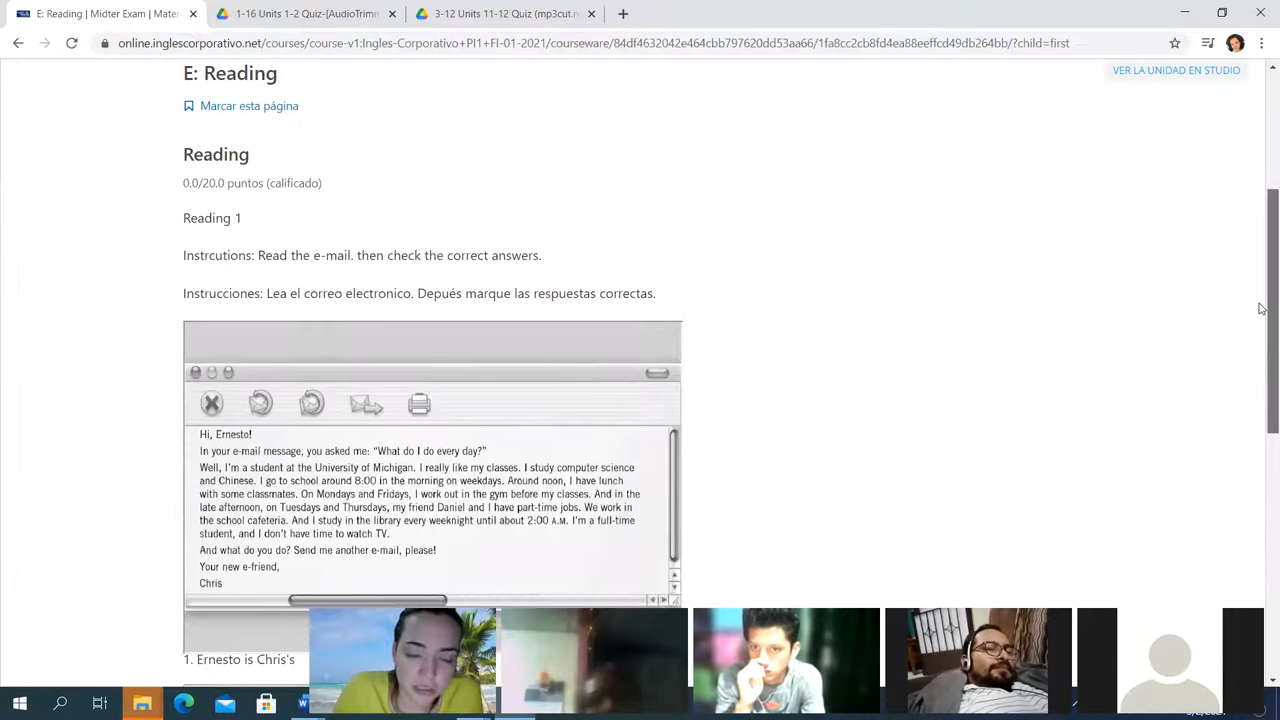 E: Reading | Midter Exam | Mater
1-16 Units 1-2 Quiz-[AudioTrimm
3-12 Units 11-12 Quiz (mp3cut.n
online.inglescorporativo.net/courses/course-v1:Ingles-Corporativo+PI1+FI-01-2021/courseware/84df4632042e464cbb797620dd53aa66/1fa8cc2cb8fd4ea88eeffcd49db264bb/?child=first
E: Reading
VER LA UNIDAD EN STUDIO
Marcar esta página
Reading
0.0/20.0 puntos (calificado)
Reading 1
Instrcutions: Read the e-mail. then check the correct answers.
Instrucciones: Lea el correo electronico. Depués marque las respuestas correctas.
Hi, Ernesto!
In your e-mail message, you asked me: "What do I do every day?"
Well, I'm a student at the University of Michigan. I really like my classes. I study computer science
and Chinese. I go to school around 8:00 in the morning on weekdays. Around noon, I have lunch
with some classmates. On Mondays and Fridays, I work out in the gym before my classes. And in the
late afternoon, on Tuesdays and Thursdays, my friend Daniel and I have part-time jobs. We work in
the school cafeteria. And I study in the library every weeknight until about 2:00 A.M. I'm a full-time
student, and I don't have time to watch TV.
And what do you do? Send me another e-mail, please!
Your new e-friend,
Chris
1. Ernesto is Chris's